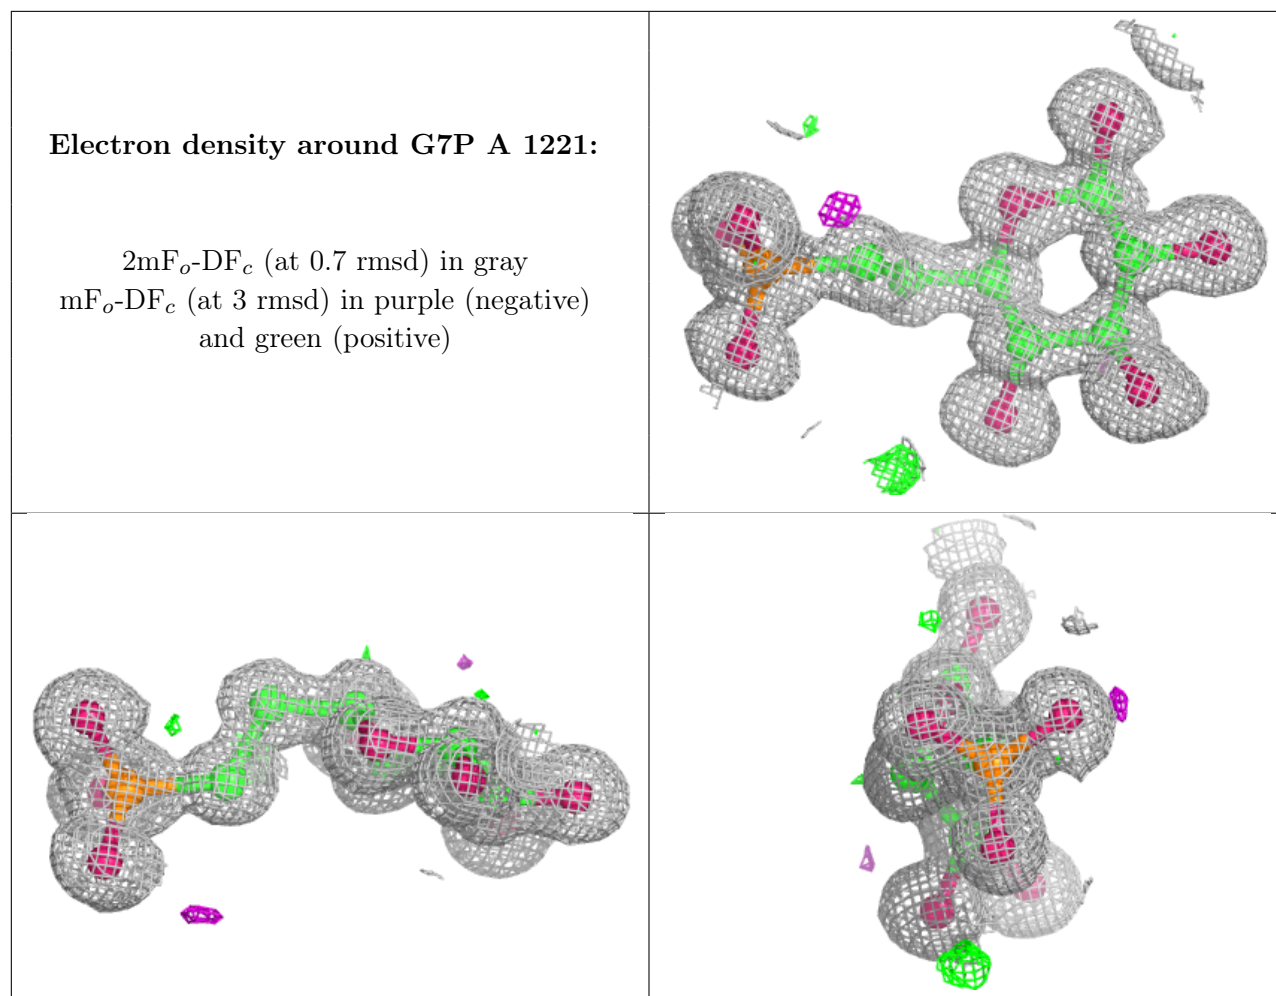 Electron density around G7P A 1221:
2mFo-DFc (at 0.7 rmsd) in gray
mFo-DFc (at 3 rmsd) in purple (negative)
and green (positive)